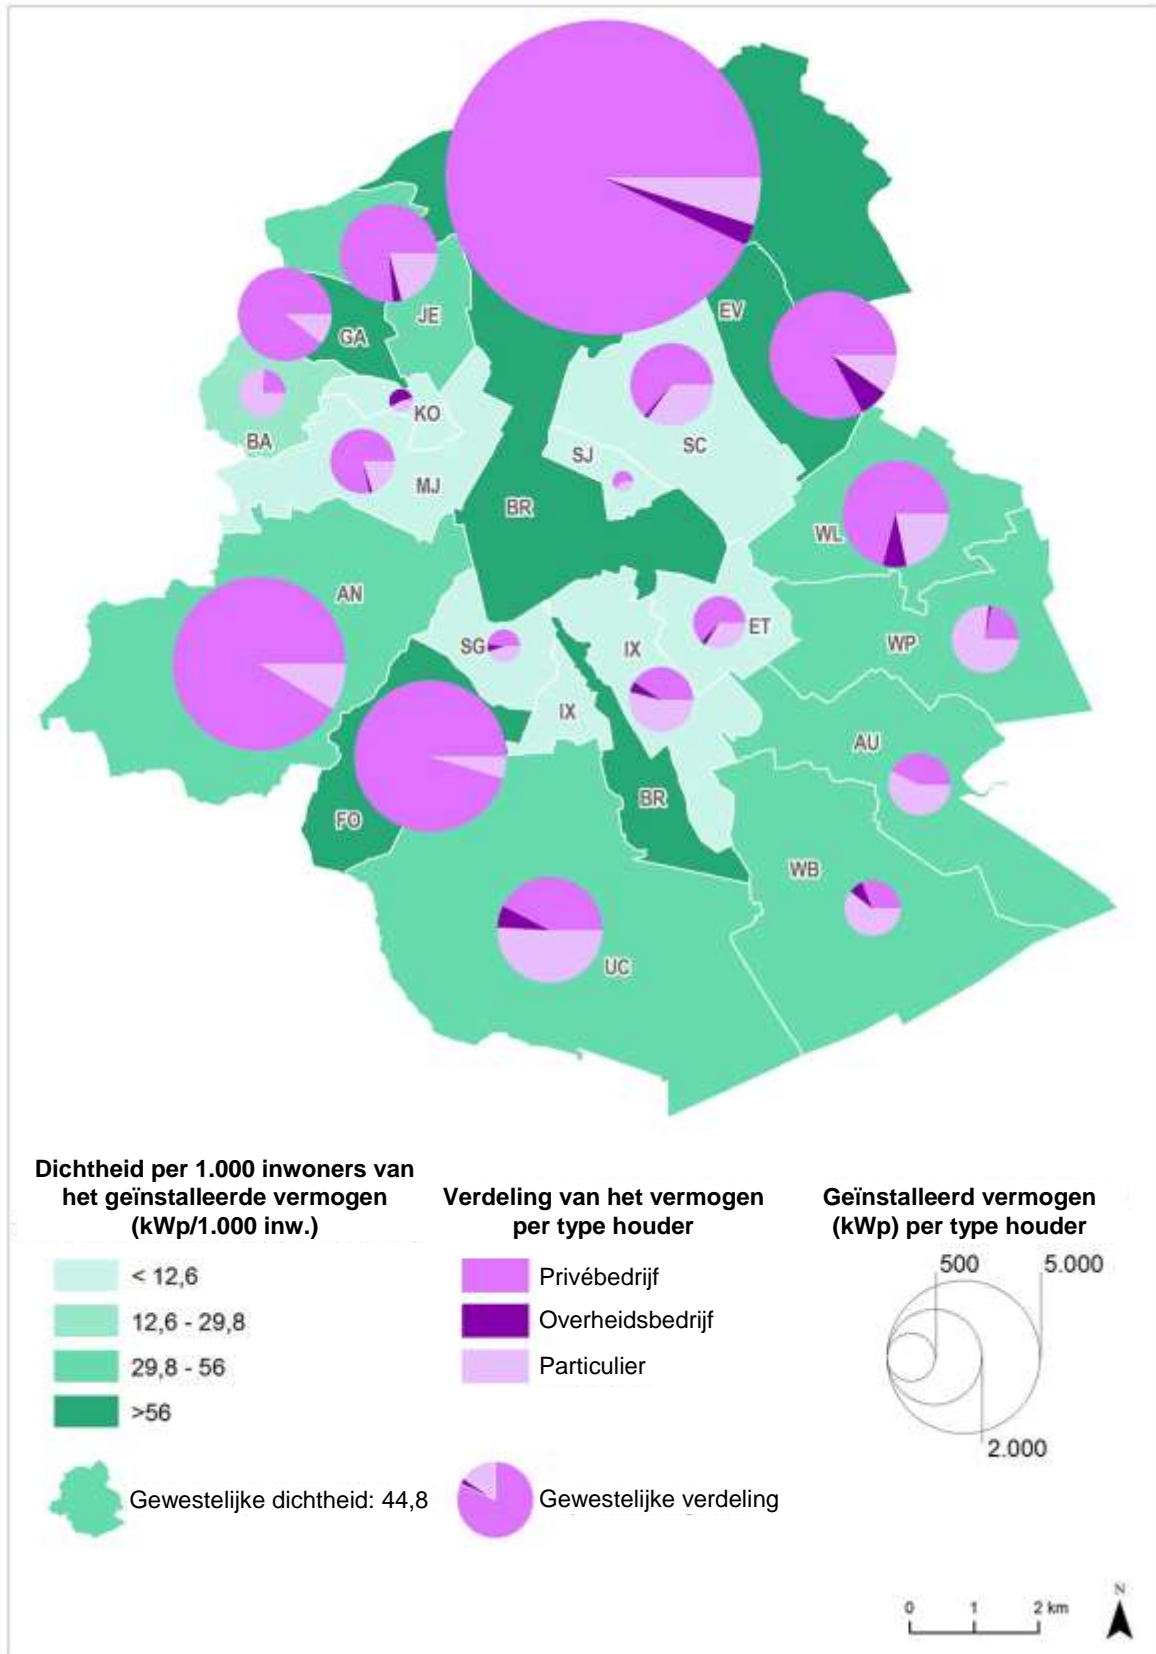 EV
JE
GA
KO
BA
SC
SJ
MJ
BR
WL
AN
ET
SG
IX
WP
IX
AU
BR
FO
WB
UC
Dichtheid per 1.000 inwoners van
het geïnstalleerde vermogen
(kWp/1.000 inw.)
< 12,6
12,6 - 29,8
29,8 - 56
>56
Gewestelijke dichtheid: 44,8
Verdeling van het vermogen
per type houder
Privébedrijf
Overheidsbedrijf
Particulier
Gewestelijke verdeling
Geïnstalleerd vermogen
(kWp) per type houder
500
5.000
2.000
0 1 2 km
N